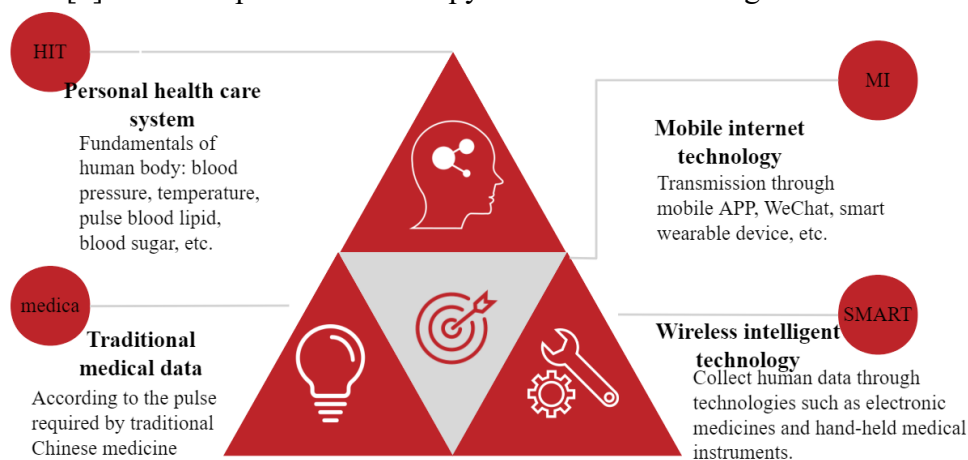 HIT
Personal health care
system
Fundamentals of
human body: blood
pressure, temperature,
pulse blood lipid,
blood sugar, etc.
MI
Mobile internet
technology
Transmission through
mobile APP, WeChat, smart
wearable device, etc.
medica
Traditional
medical data
According to the pulse
required by traditional
Chinese medicine
SMART
Wireless intelligent
technology
Collect human data through
technologies such as electronic
medicines and hand-held medical
instruments.